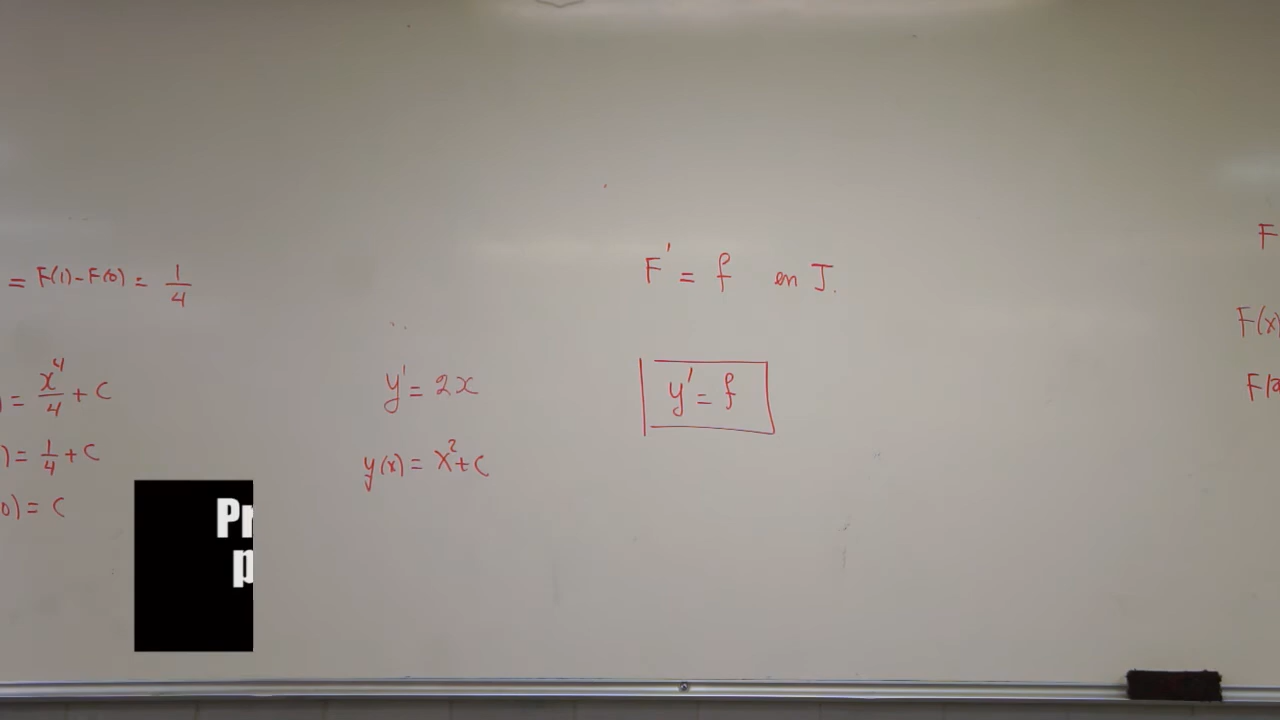 = F(1) - F(0) = 1/4
) = x⁴/4 + C
) = 1/4 + C
0) = C
Pr
p
y' = 2x
y(x) = x² + C
F' = f en J.
y' = f
F
F(x)